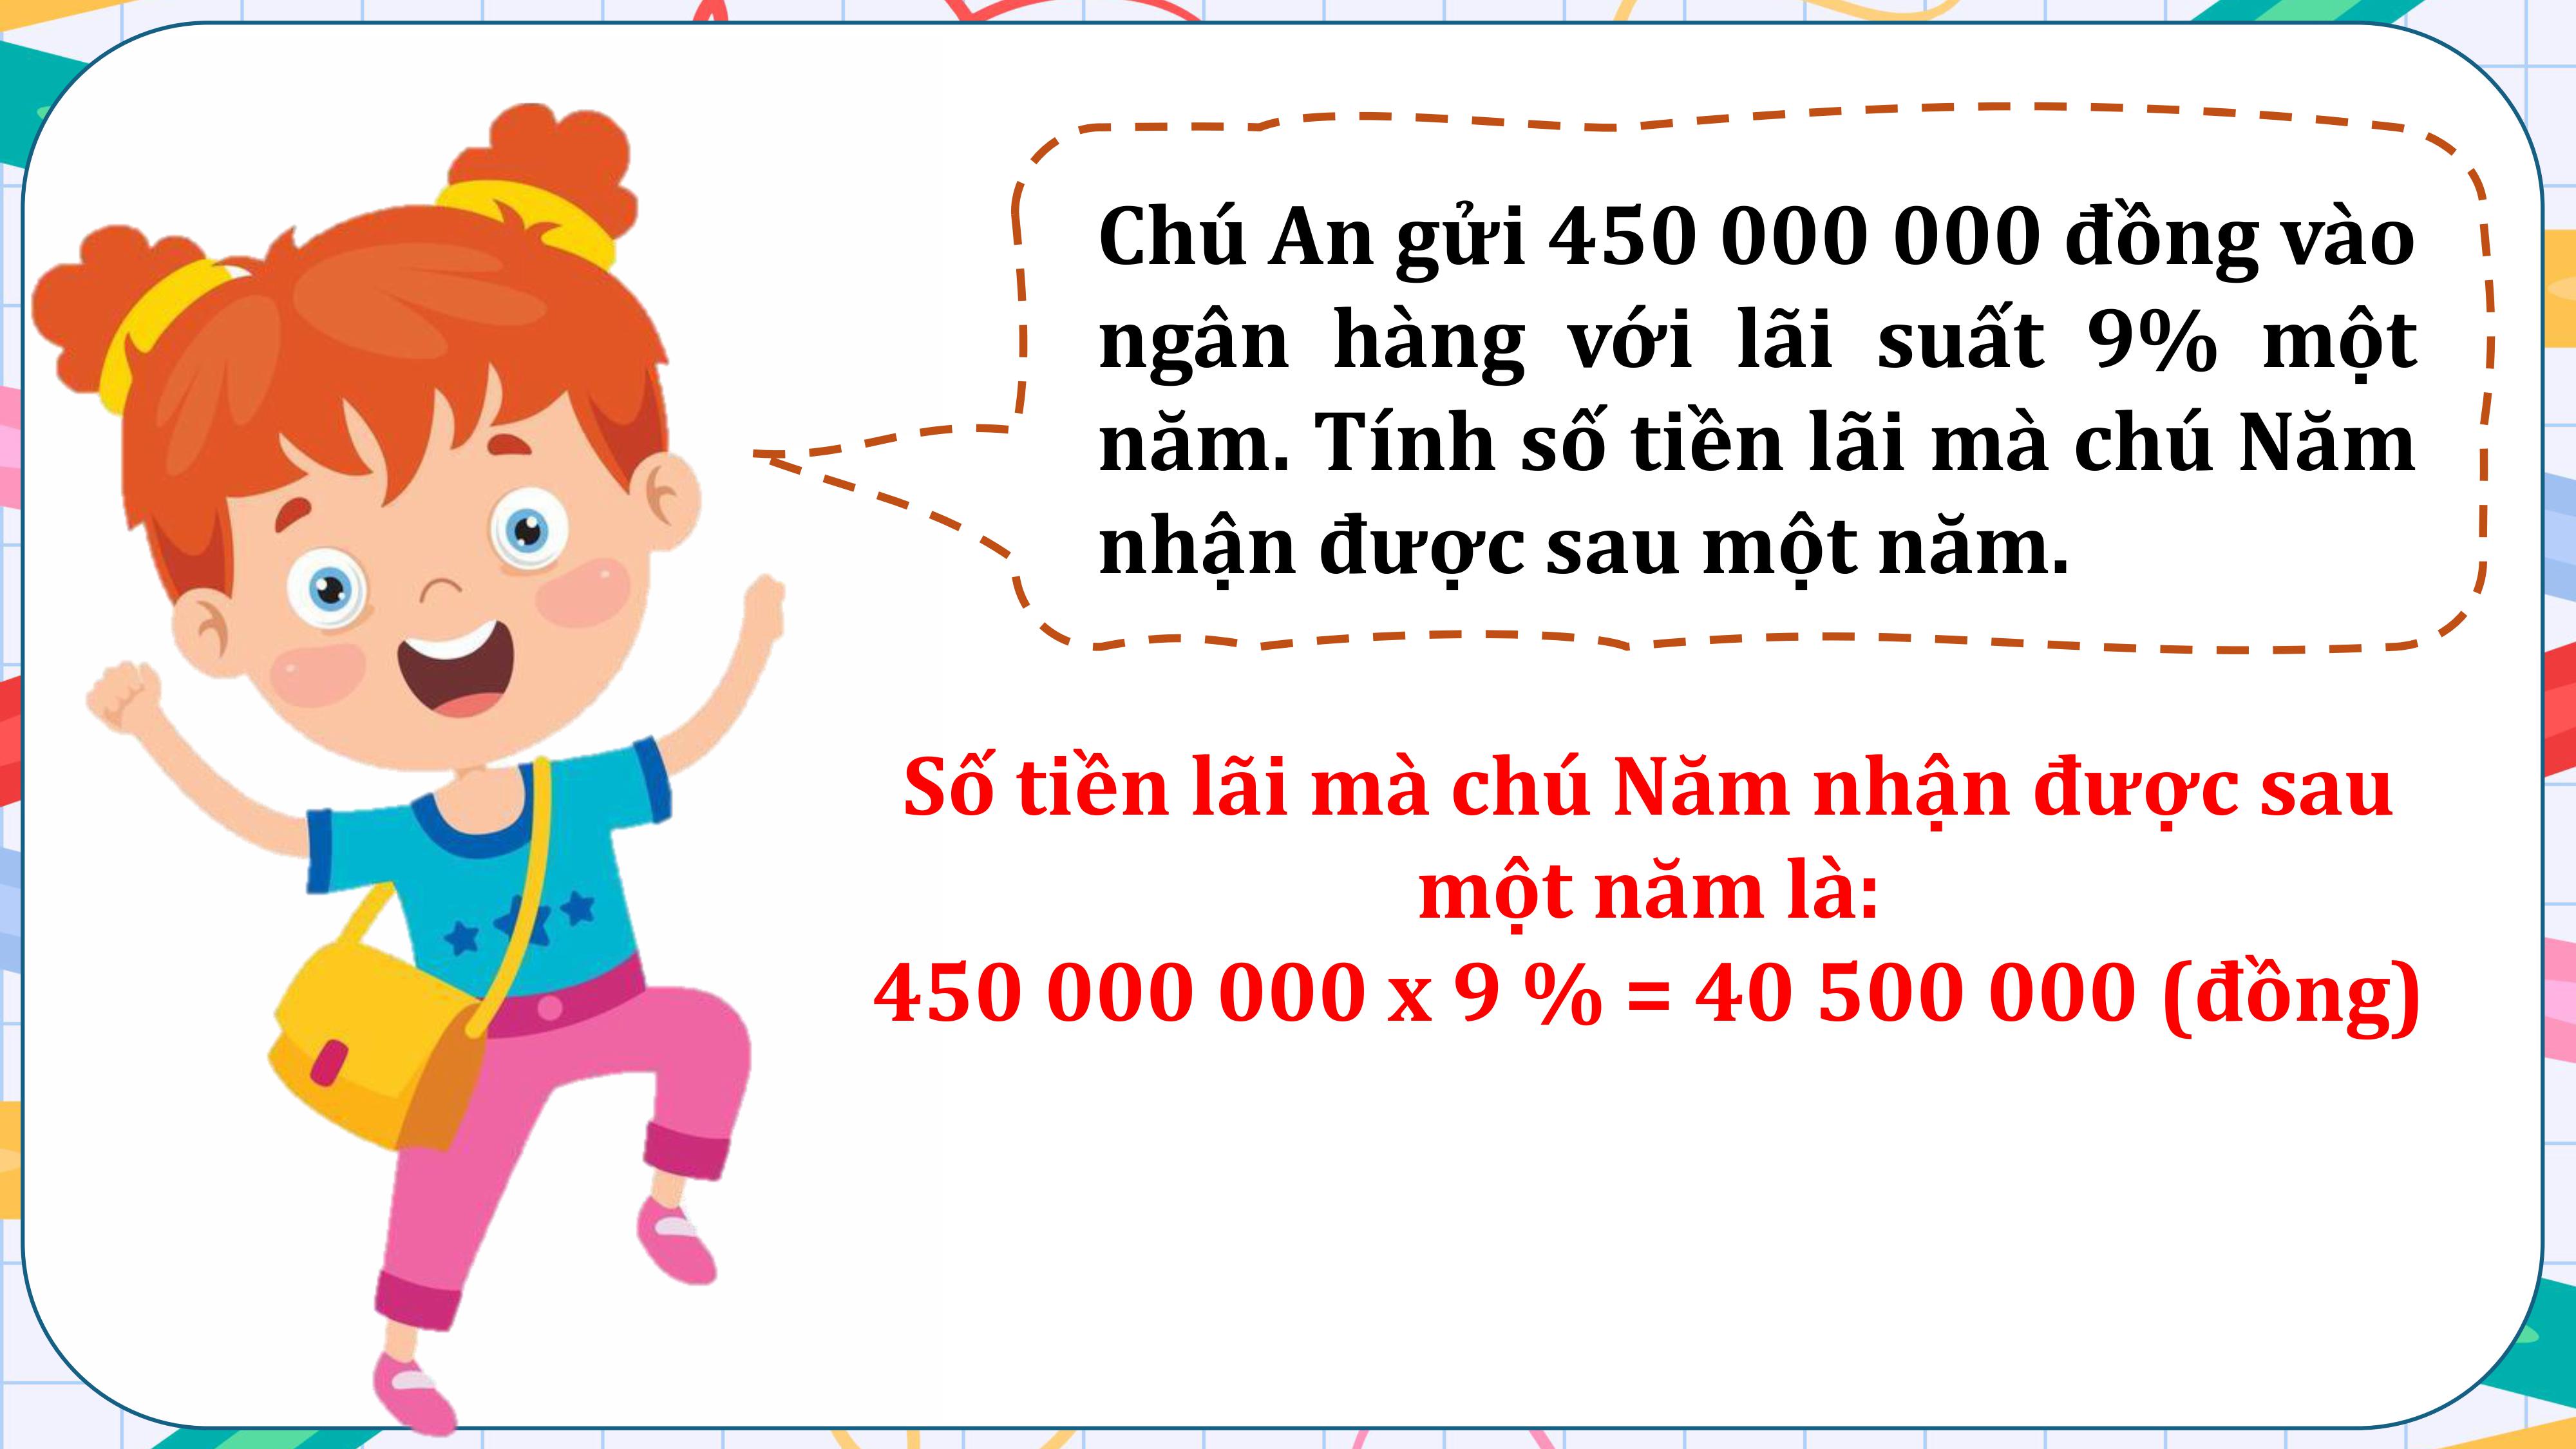 Chú An gửi 450 000 000 đồng vào
ngân hàng với lãi suất 9% một
năm. Tính số tiền lãi mà chú Năm
nhận được sau một năm.
Số tiền lãi mà chú Năm nhận được sau
một năm là:
450 000 000 x 9 % = 40 500 000 (đồng)